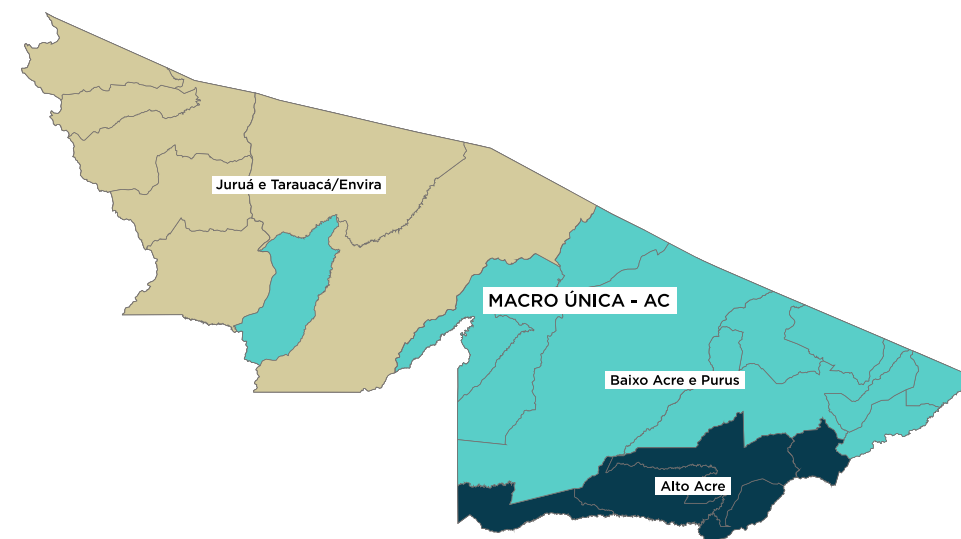 Juruá e Tarauacá/Envira
MACRO ÚNICA - AC
Baixo Acre e Purus
Alto Acre